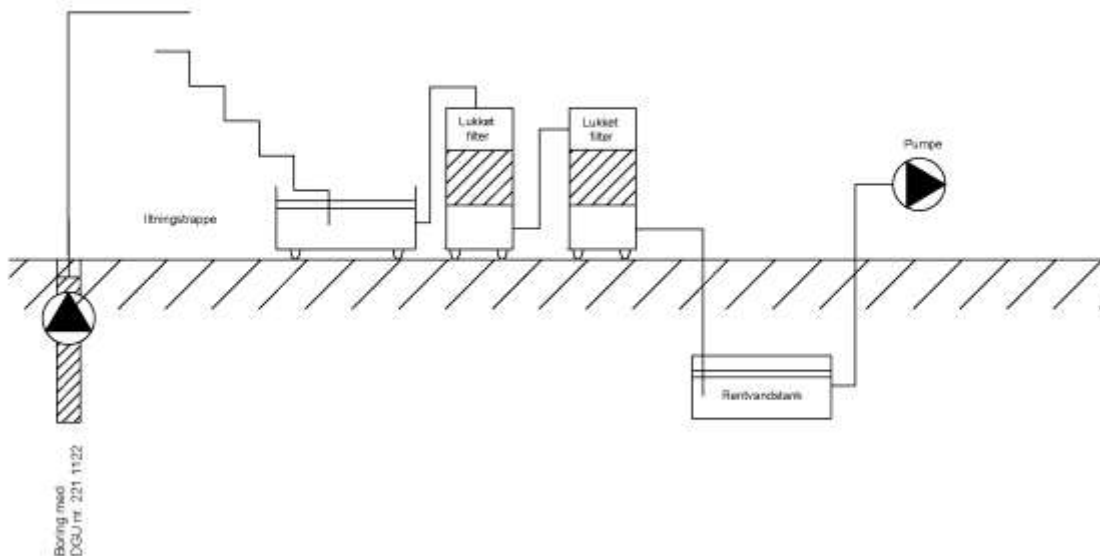 Lukket
filter
Lukket
filter
Pumpe
Iltningstrappe
Rentvandstank
Boring med
DGU nr. 221 1122